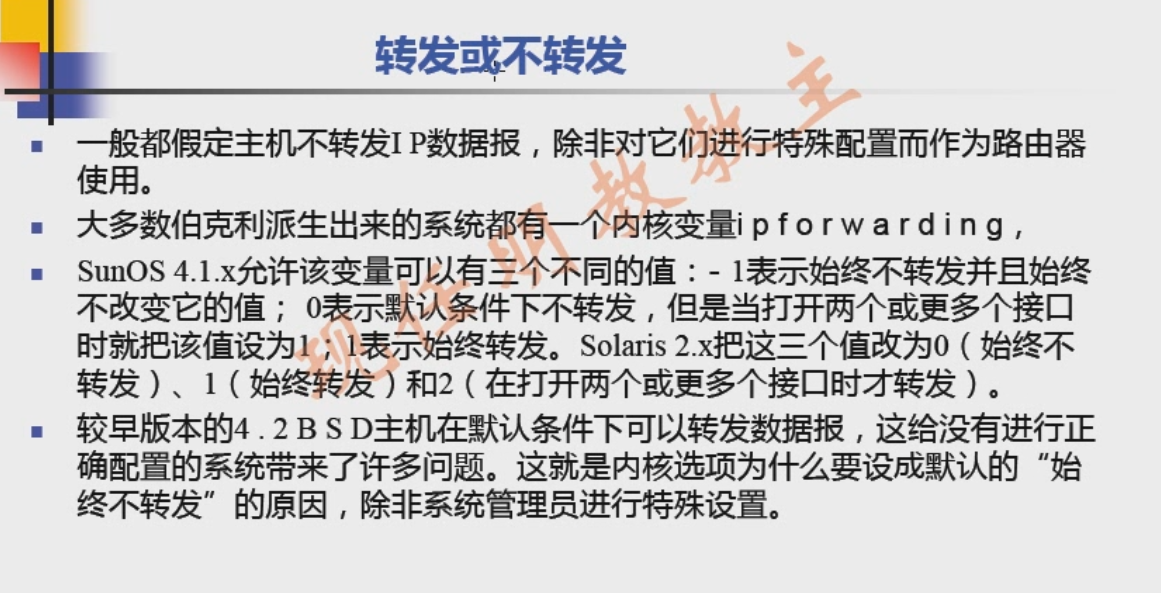 转发或不转发
一般都假定主机不转发I P数据报，除非对它们进行特殊配置而作为路由器
使用。
大多数伯克利派生出来的系统都有一个内核变量i p f o r w a r d i n g，
SunOS 4.1.x允许该变量可以有三个不同的值：- 1表示始终不转发并且始终
不改变它的值； 0表示默认条件下不转发，但是当打开两个或更多个接口
时就把该值设为1；1表示始终转发。Solaris 2.x把这三个值改为0（始终不
转发）、1（始终转发）和2（在打开两个或更多个接口时才转发）。
较早版本的4 . 2 B S D主机在默认条件下可以转发数据报，这给没有进行正
确配置的系统带来了许多问题。这就是内核选项为什么要设成默认的“始
终不转发”的原因，除非系统管理员进行特殊设置。
现任明教教主